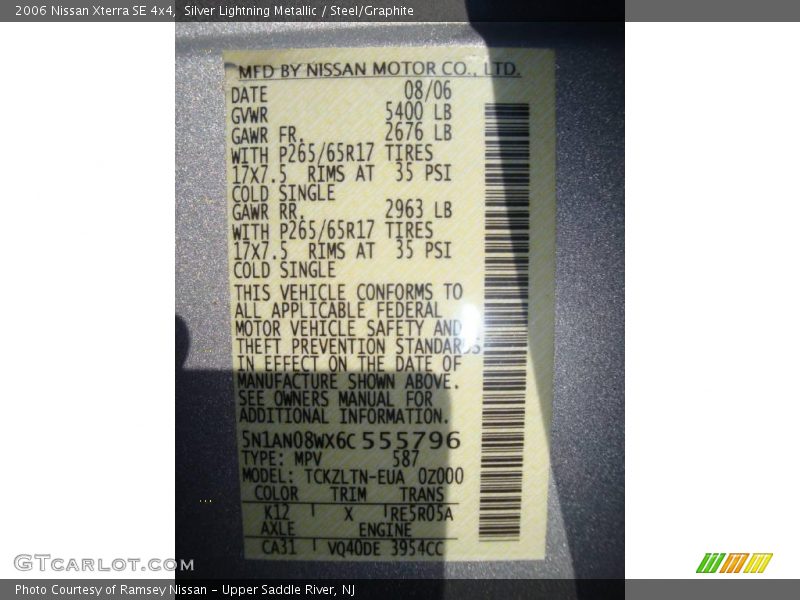 2006 Nissan Xterra SE 4x4, Silver Lightning Metallic / Steel/Graphite
MFD BY NISSAN MOTOR CO., LTD.
DATE 08/06
GVWR 5400 LB
GAWR FR. 2676 LB
WITH P265/65R17 TIRES
17X7.5 RIMS AT 35 PSI
COLD SINGLE
GAWR RR. 2963 LB
WITH P265/65R17 TIRES
17X7.5 RIMS AT 35 PSI
COLD SINGLE
THIS VEHICLE CONFORMS TO
ALL APPLICABLE FEDERAL
MOTOR VEHICLE SAFETY AND
THEFT PREVENTION STANDARDS
IN EFFECT ON THE DATE OF
MANUFACTURE SHOWN ABOVE.
SEE OWNERS MANUAL FOR
ADDITIONAL INFORMATION.
5N1AN08WX6C555796
TYPE: MPV 587
MODEL: TCKZLTN-EUA 0Z000
COLOR TRIM TRANS
K12 X RE5R05A
AXLE ENGINE
CA31 VQ40DE 3954CC
GTCarLot.com
Photo Courtesy of Ramsey Nissan - Upper Saddle River, NJ